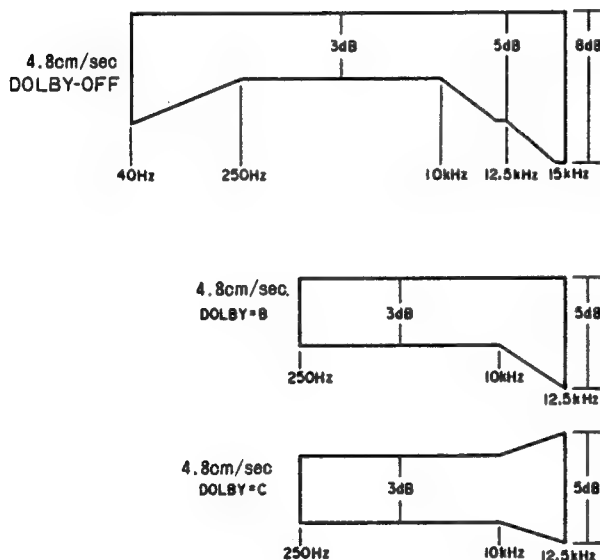 3dB 5dB 8dB
4.8cm/sec
DOLBY-OFF
40Hz 250Hz 10kHz 12.5kHz 15kHz
4.8cm/sec.
DOLBY=B
3dB 5dB
250Hz 10kHz 12.5kHz
4.8cm/sec
DOLBY=C
3dB 5dB
250Hz 10kHz 12.5kHz